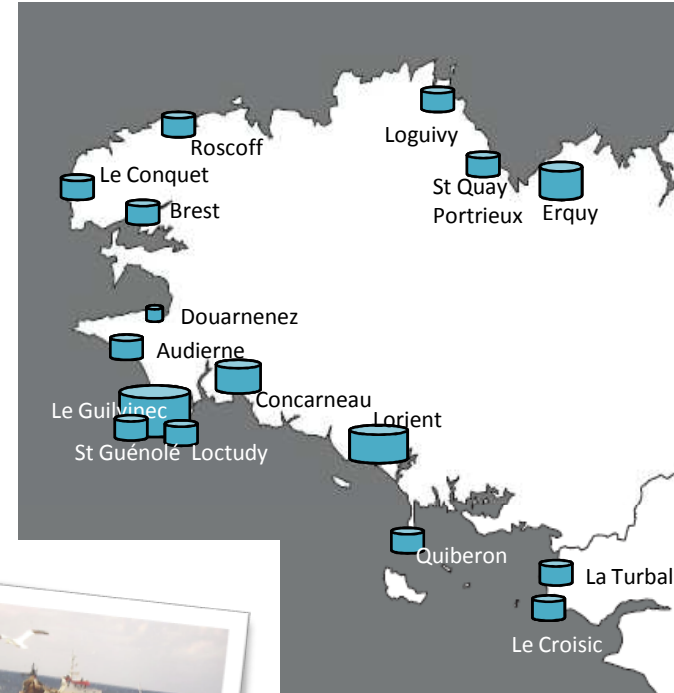 Loguivy
Roscoff
Le Conquet
St Quay
Portrieux
Erquy
Brest
Douarnenez
Audierne
Concarneau
Le Guilvinec
Lorient
St Guénolé
Loctudy
Quiberon
La Turbal
Le Croisic